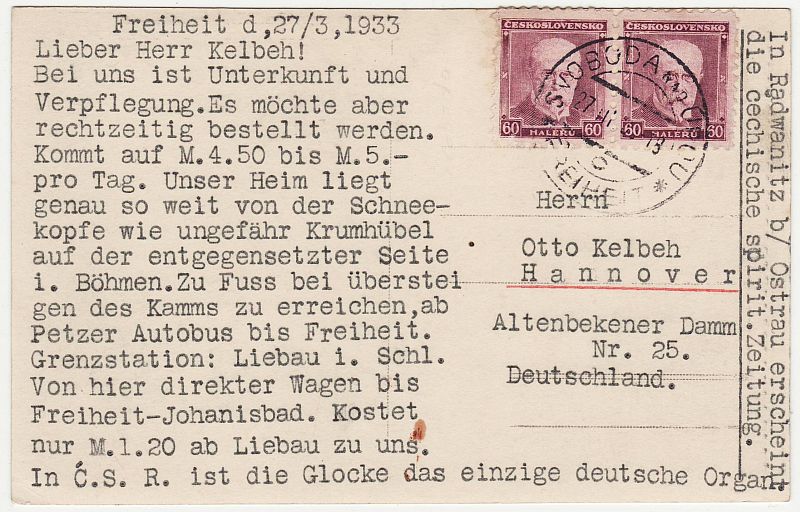 Freiheit d,27/3,1933
Lieber Herr Kelbeh!
Bei uns ist Unterkunft und
Verpflegung.Es möchte aber
rechtzeitig bestellt werden.
Kommt auf M.4.50 bis M.5.—
pro Tag. Unser Heim liegt
genau so weit von der Schnee-
kopfe wie ungefähr Krumhübel
auf der entgegensetzter Seite
i. Böhmen.Zu Fuss bei überstei
gen des Kamms zu erreichen,ab
Petzer Autobus bis Freiheit.
Grenzstation: Liebau i. Schl.
Von hier direkter Wagen bis
Freiheit-Johanisbad. Kostet
nur M.1.20 ab Liebau zu uns.
In Č.S. R. ist die Glocke das einzige deutsche Organ.
In Radwanitz b/ Ostrau erscheint
die cechische spirit.Zeitung.
ČESKOSLOVENSKO ČESKOSLOVENSKO
60 HALÉŘŮ 60 60 HALÉŘŮ 60
SVOBODA
FREIHEIT *
Herrn
Otto Kelbeh
Hannover
Altenbekener Damm
Nr. 25.
Deutschland.